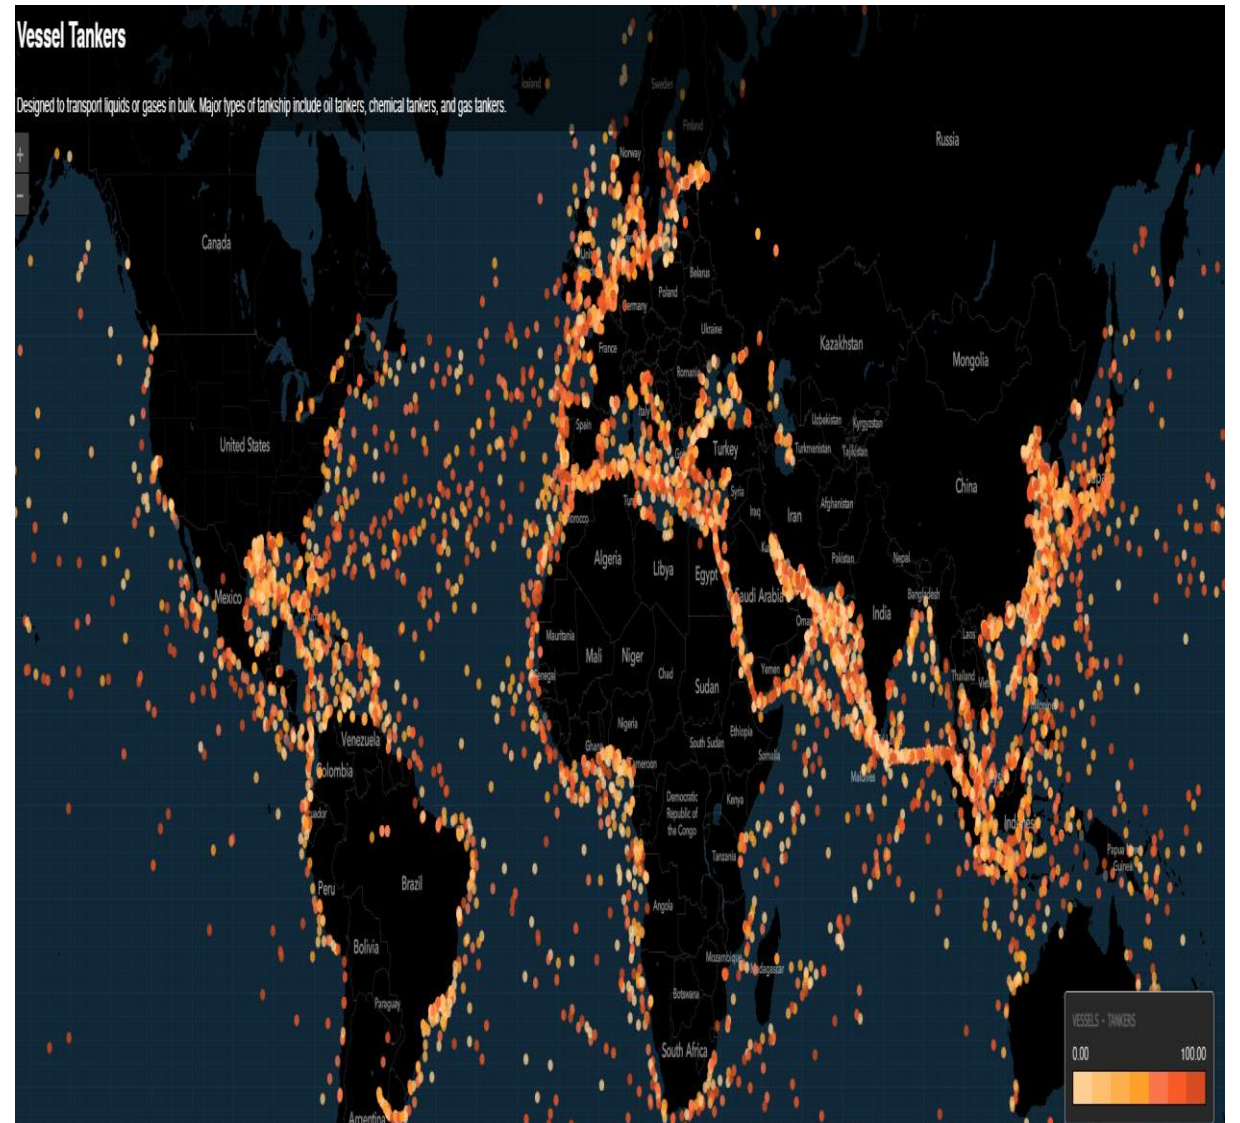 Vessel Tankers
Designed to transport liquids or gases in bulk. Major types of tankship include oil tankers, chemical tankers, and gas tankers.
+
−
Iceland
Sweden
Finland
Norway
Russia
Canada
Belarus
Poland
Germany
Ukraine
France
Kazakhstan
Mongolia
Romania
Italy
Spain
Uzbekistan
Kyrgyzstan
United States
Turkey
Turkmenistan
Tajikistan
China
Syria
Iraq
Iran
Afghanistan
Morocco
Algeria
Libya
Egypt
Pakistan
Nepal
Mexico
Saudi Arabia
Bangladesh
India
Oman
Mauritania
Mali
Niger
Laos
Yemen
Senegal
Chad
Thailand
Sudan
Nigeria
Ethiopia
Venezuela
Ghana
South Sudan
Somalia
Cameroon
Colombia
Maldives
Kenya
Democratic
Republic of
the Congo
Tanzania
Papua
Guinea
Peru
Brazil
Angola
Bolivia
Mozambique
Madagascar
Botswana
Paraguay
South Africa
Argentina
VESSELS - TANKERS
0.00 100.00